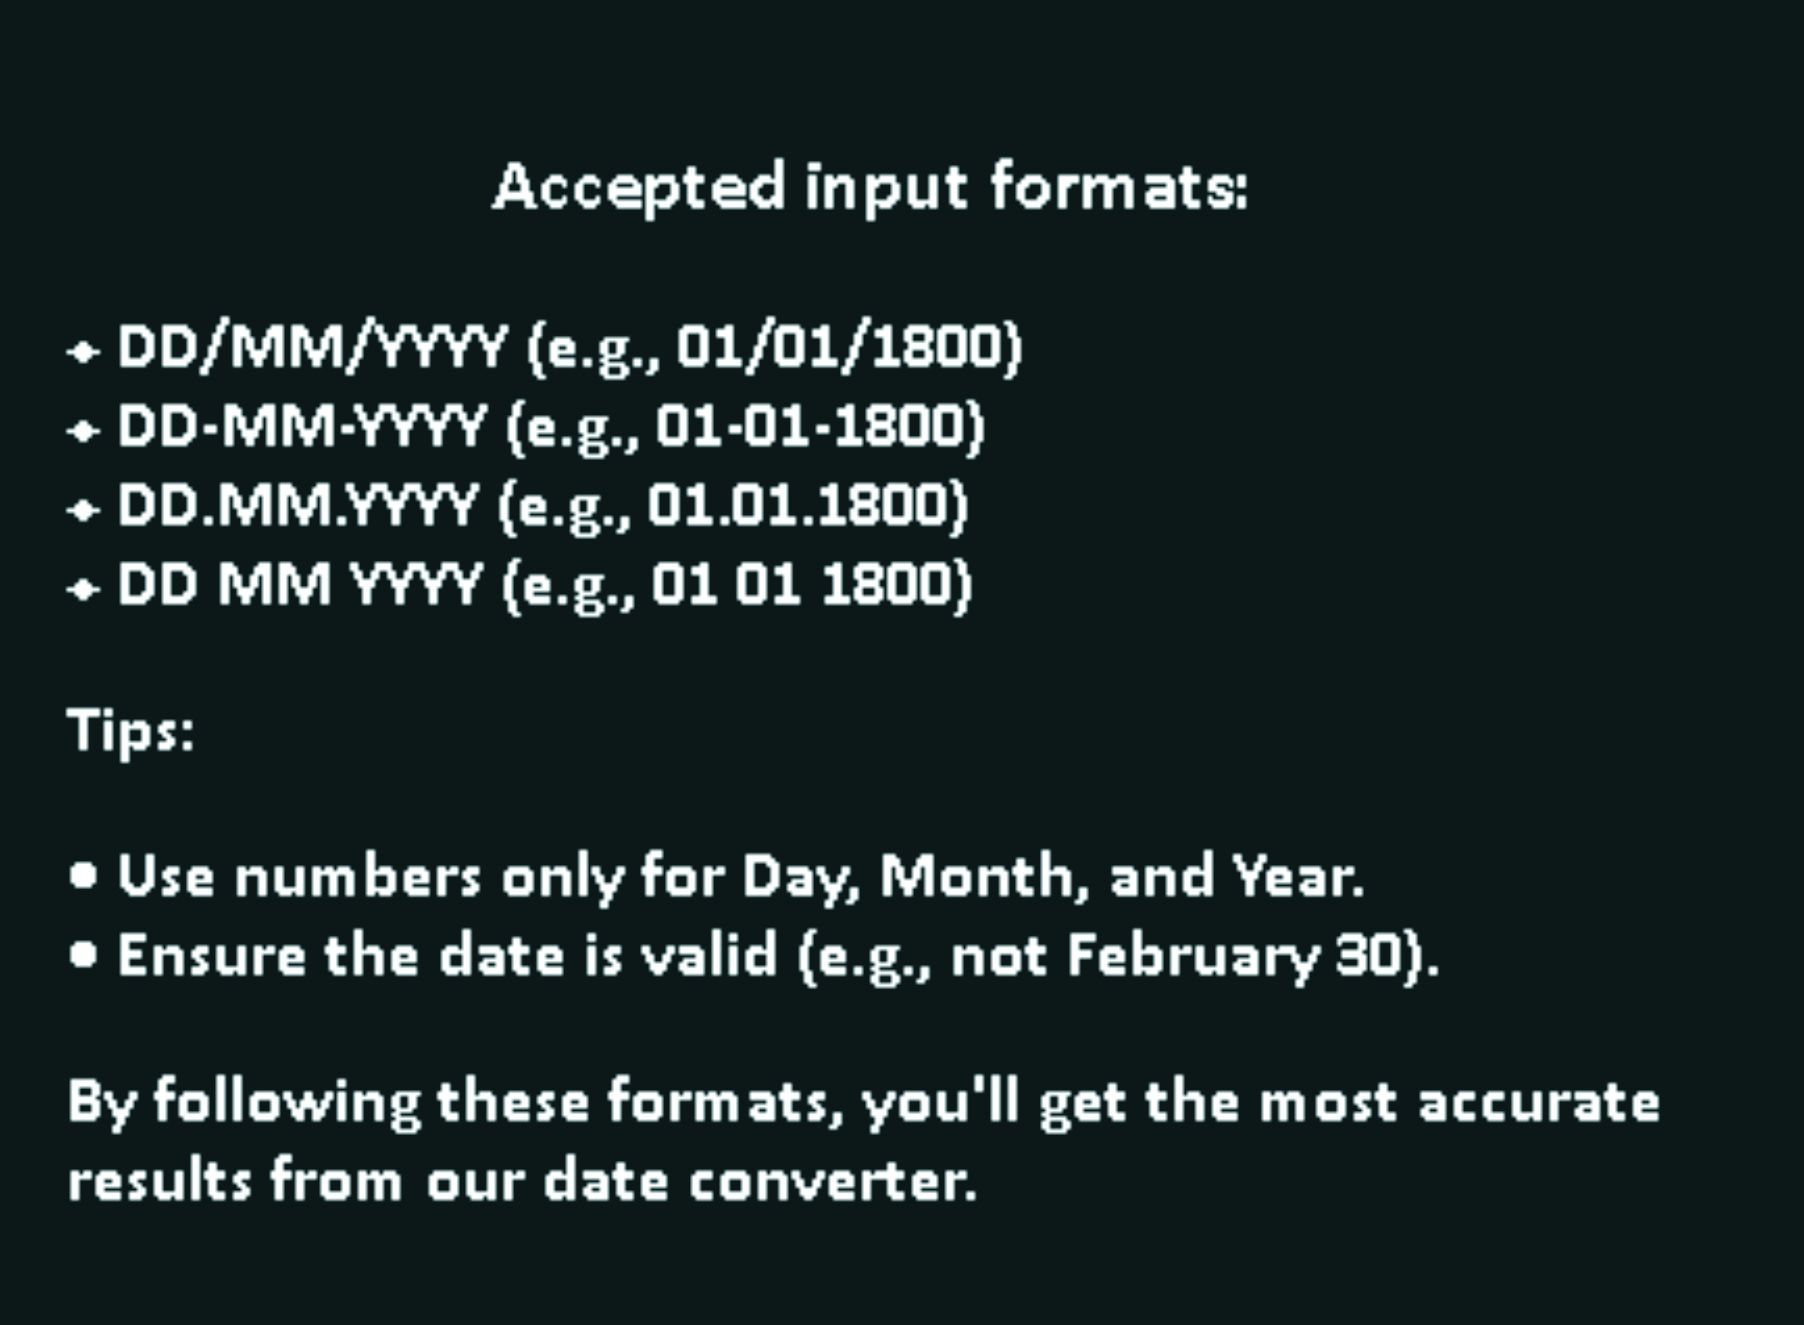 Accepted input formats:
✦ DD/MM/YYYY (e.g., 01/01/1800)
✦ DD-MM-YYYY (e.g., 01-01-1800)
✦ DD.MM.YYYY (e.g., 01.01.1800)
✦ DD MM YYYY (e.g., 01 01 1800)
Tips:
● Use numbers only for Day, Month, and Year.
● Ensure the date is valid (e.g., not February 30).
By following these formats, you'll get the most accurate
results from our date converter.